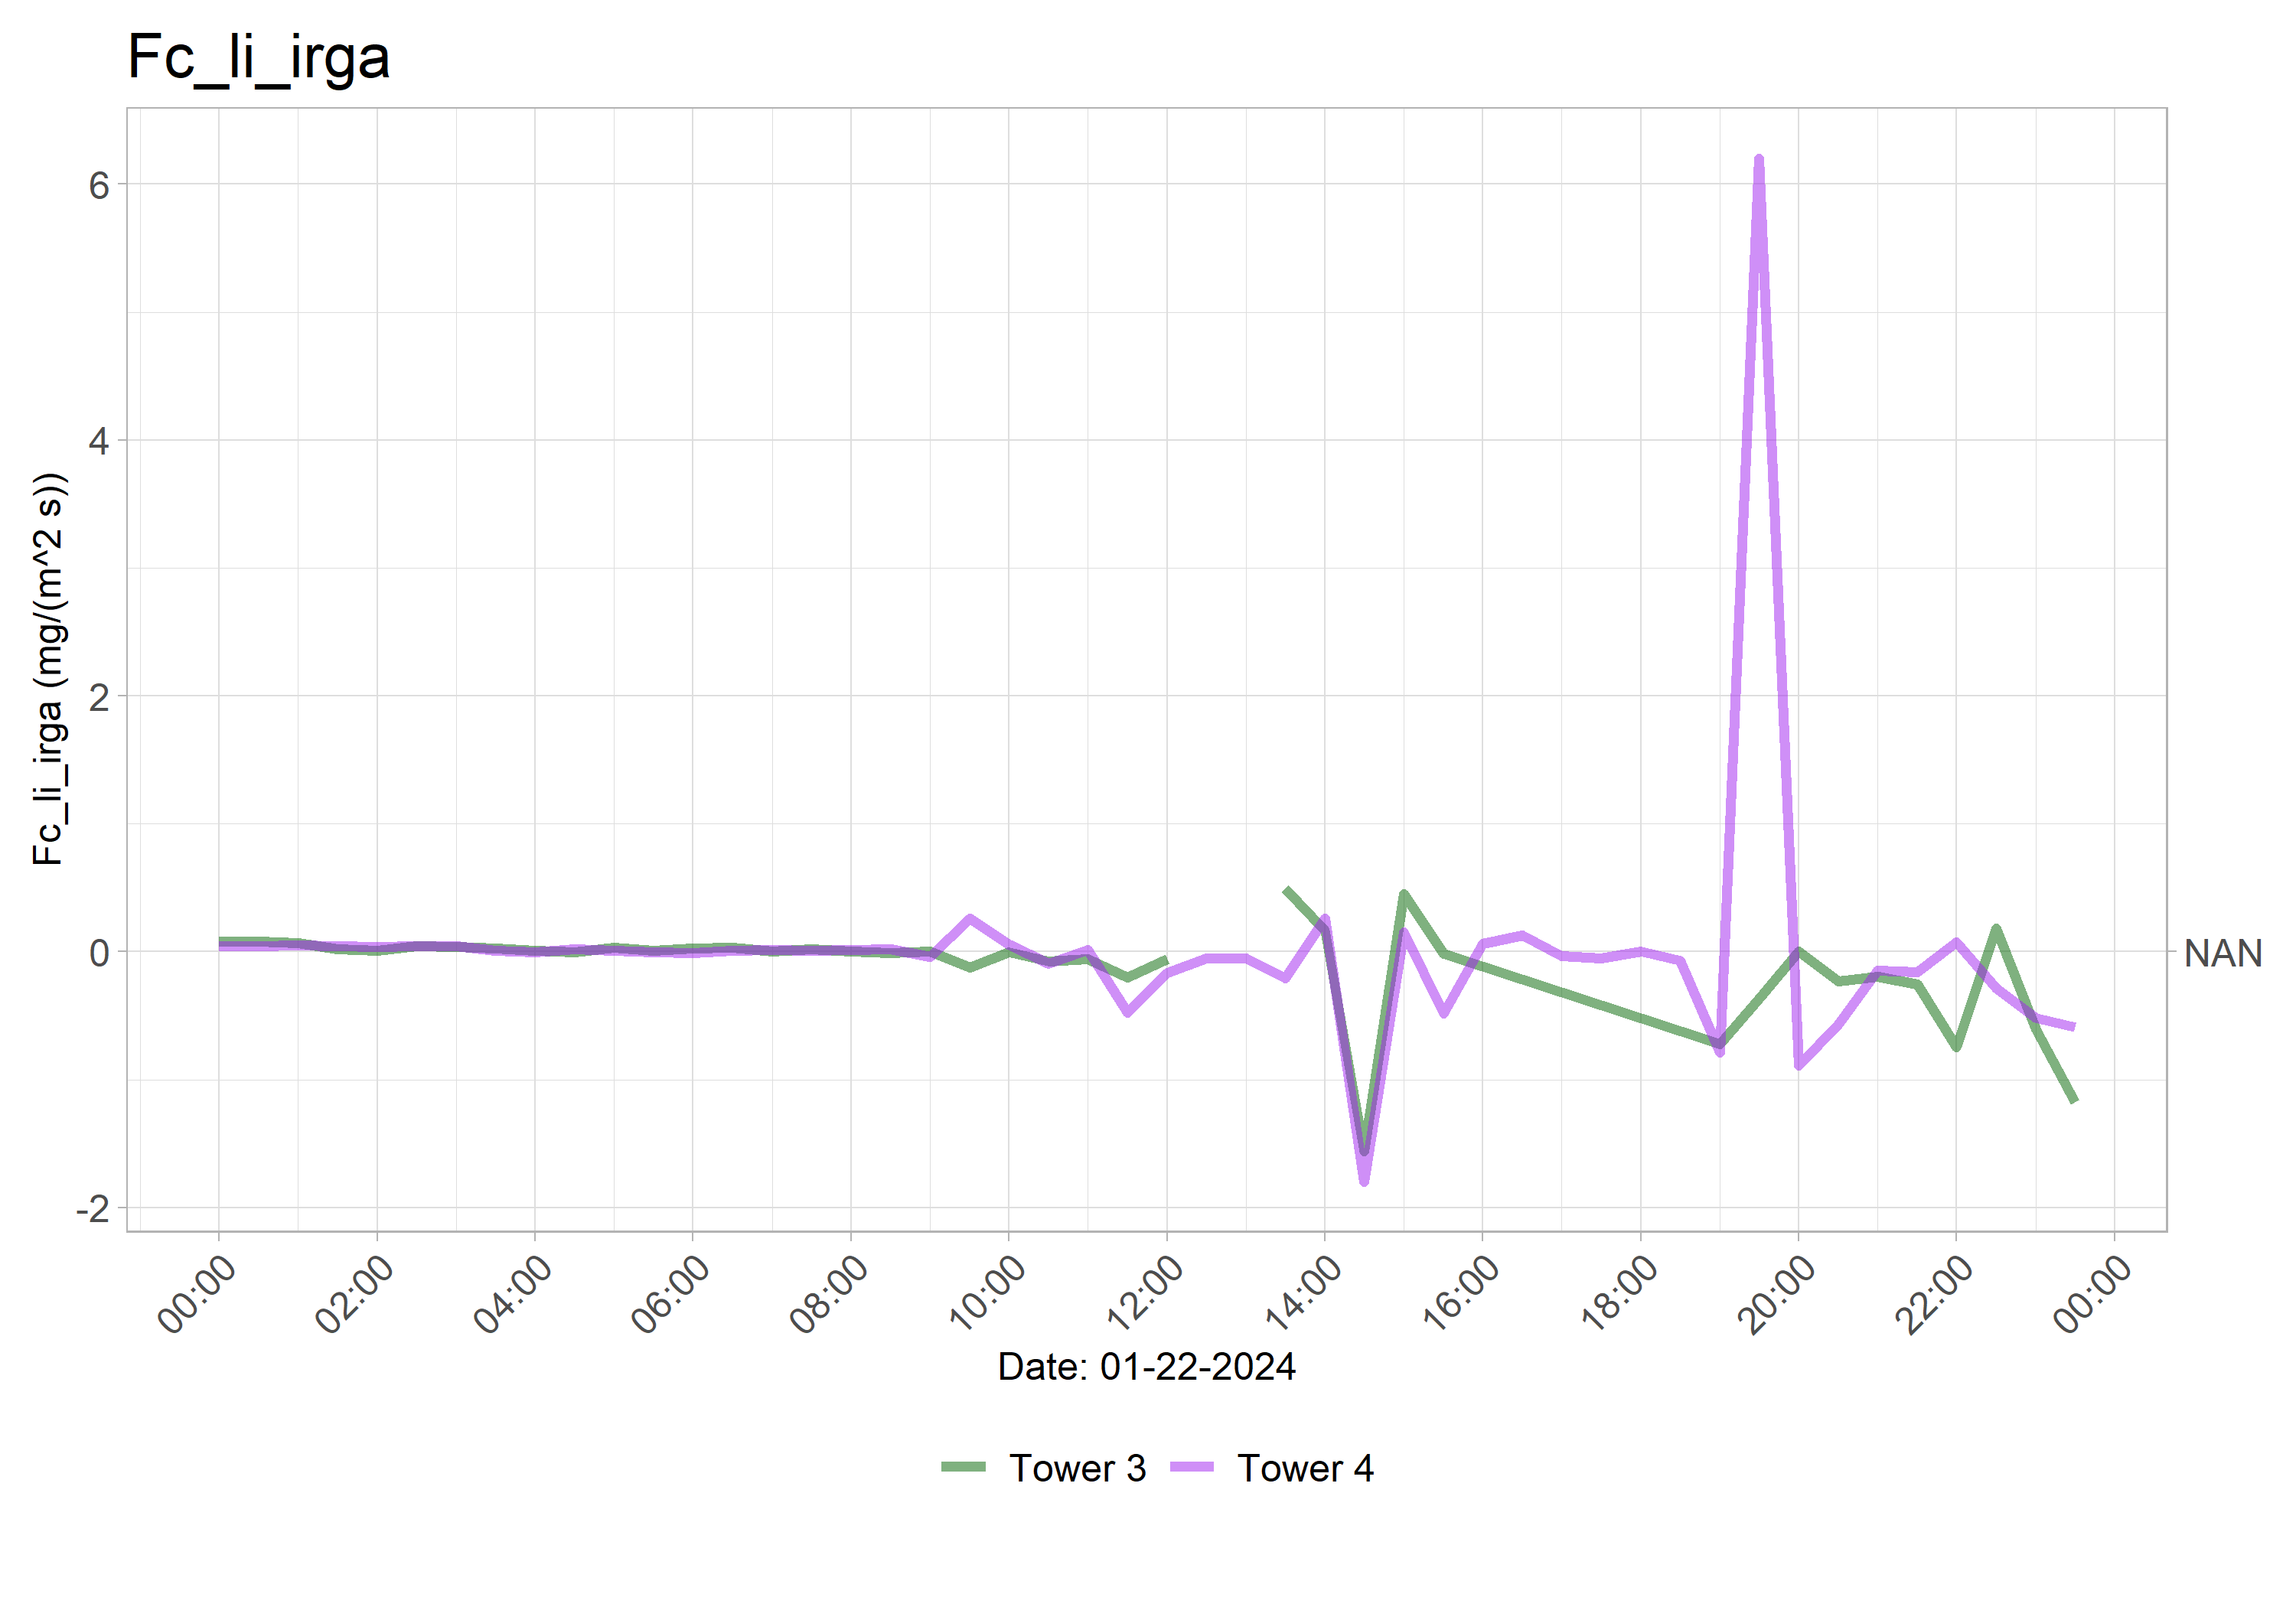 Fc_li_irga
Fc_li_irga (mg/(m^2 s))
6
4
2
0
-2
NAN
00:00 02:00 04:00 06:00 08:00 10:00 12:00 14:00 16:00 18:00 20:00 22:00 00:00
Date: 01-22-2024
Tower 3 Tower 4